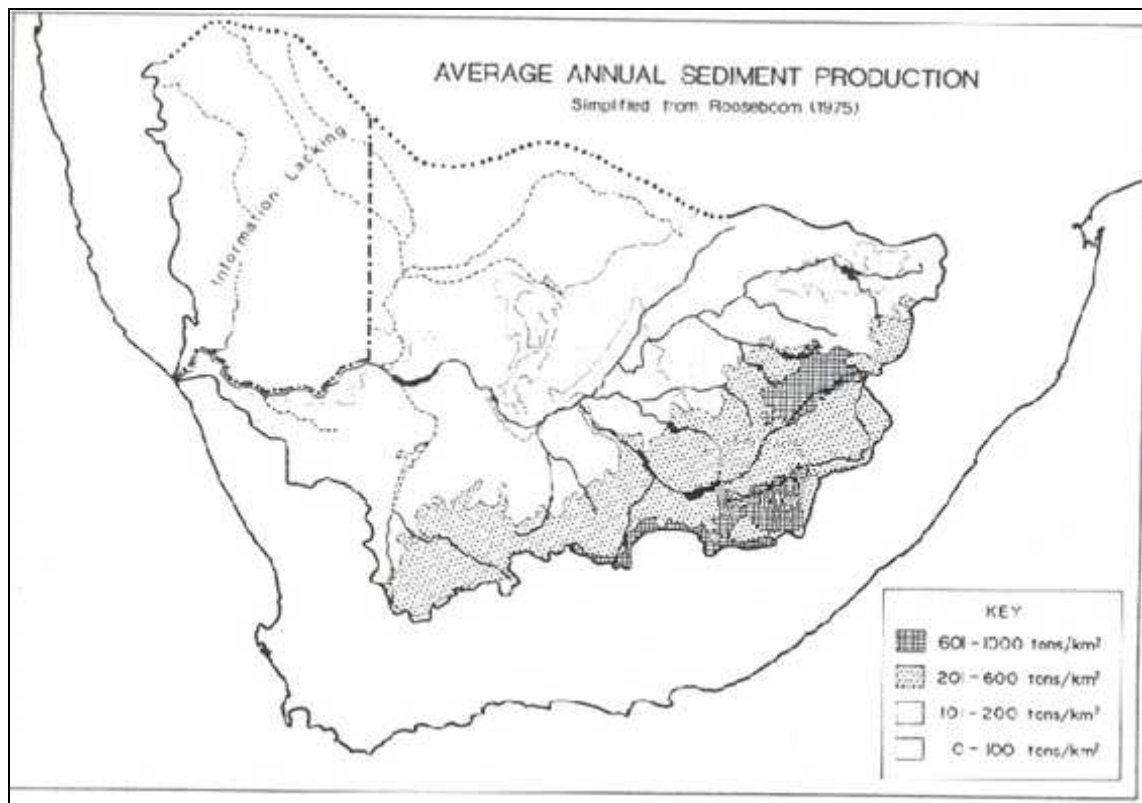 AVERAGE ANNUAL SEDIMENT PRODUCTION
Simplified from Rooseboom (1975)
Information Lacking
KEY
601-1000 tons/km²
201-600 tons/km²
101-200 tons/km²
0-100 tons/km²